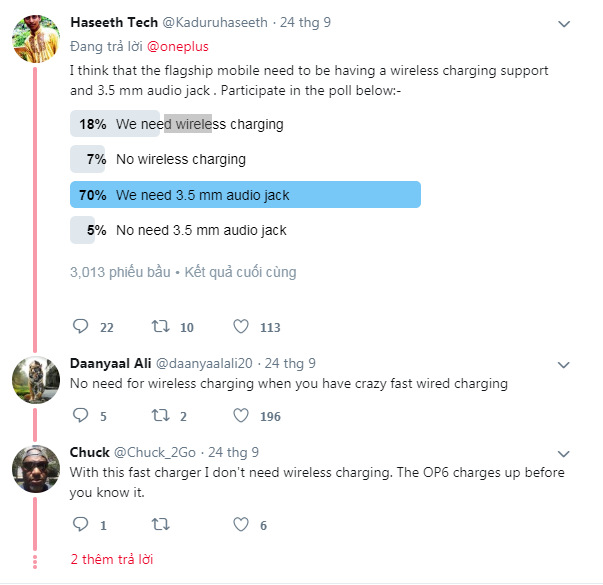 Haseeth Tech @Kaduruhaseeth · 24 thg 9
Đang trả lời @oneplus
I think that the flagship mobile need to be having a wireless charging support
and 3.5 mm audio jack . Participate in the poll below:-
18% We need wireless charging
7% No wireless charging
70% We need 3.5 mm audio jack
5% No need 3.5 mm audio jack
3,013 phiếu bầu • Kết quả cuối cùng
22 10 113
Daanyaal Ali @daanyaalali20 · 24 thg 9
No need for wireless charging when you have crazy fast wired charging
5 2 196
Chuck @Chuck_2Go · 24 thg 9
With this fast charger I don't need wireless charging. The OP6 charges up before
you know it.
1 6
2 thêm trả lời